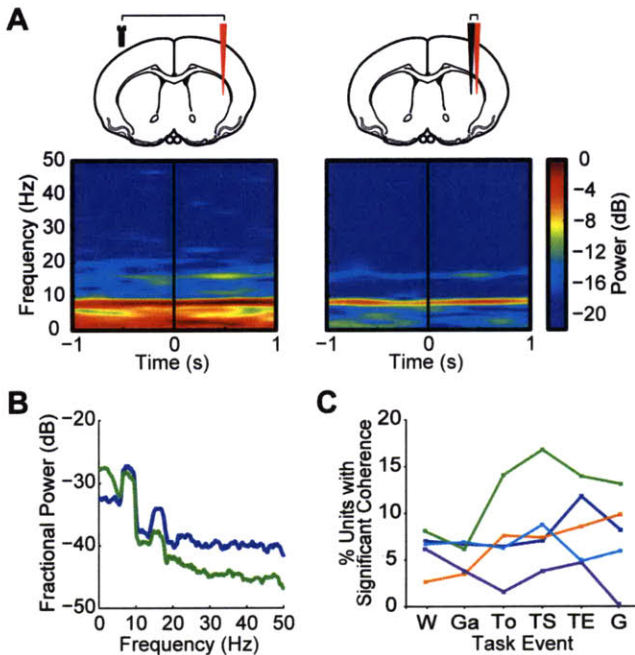 A
50
40
30
20
10
0
Frequency (Hz)
−1 0 1
Time (s)
−1 0 1
Time (s)
0
−4
−8
−12
−16
−20
Power (dB)
B
−20
−30
−40
−50
Fractional Power (dB)
0 10 20 30 40 50
Frequency (Hz)
C
20
15
10
5
0
% Units with
Significant Coherence
W Ga To TS TE G
Task Event